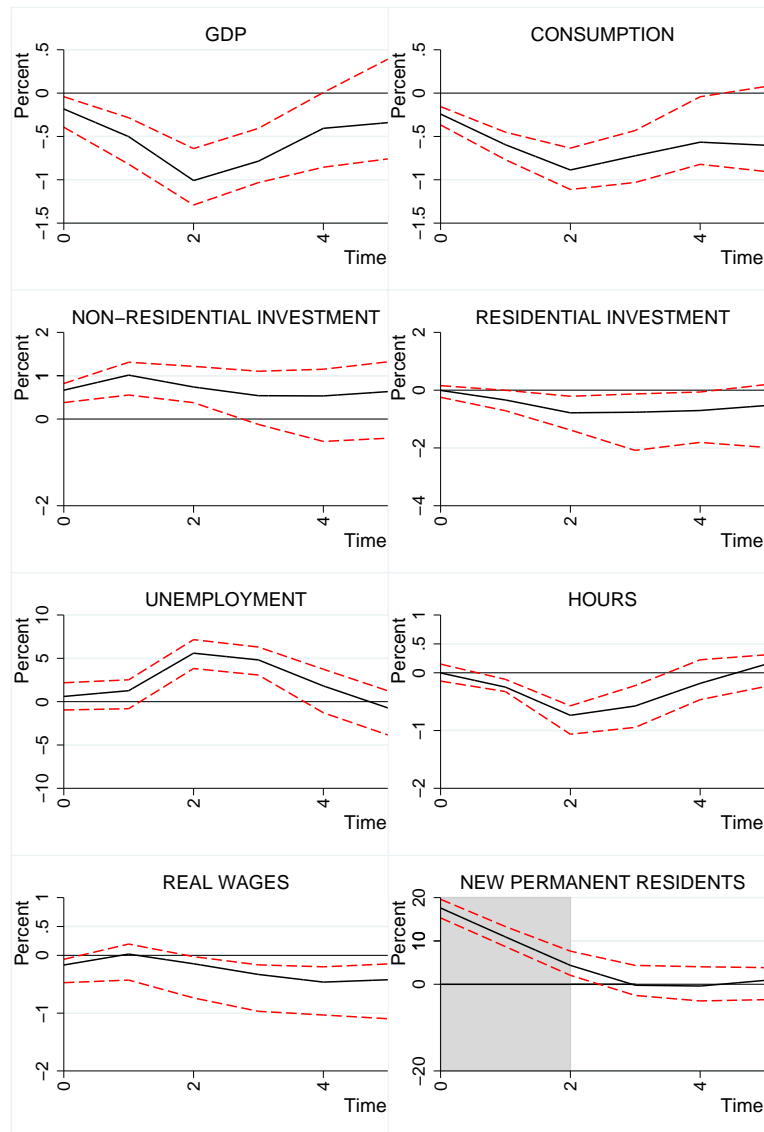 GDP
Percent
.5
0
−.5
−1
−1.5
0
2
4
Time
CONSUMPTION
Percent
.5
0
−.5
−1
−1.5
0
2
4
Time
NON−RESIDENTIAL INVESTMENT
Percent
2
1
0
−2
0
2
4
Time
RESIDENTIAL INVESTMENT
Percent
2
0
−2
−4
0
2
4
Time
UNEMPLOYMENT
Percent
10
5
0
−5
−10
0
2
4
Time
HOURS
Percent
1
.5
0
−1
−2
0
2
4
Time
REAL WAGES
Percent
1
.5
0
−1
−2
0
2
4
Time
NEW PERMANENT RESIDENTS
Percent
20
10
0
−20
0
2
4
Time